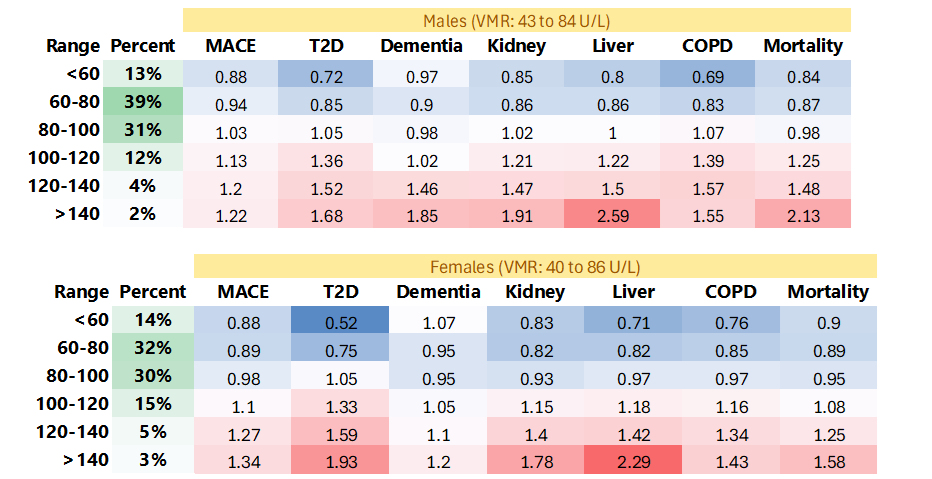 Males (VMR: 43 to 84 U/L)
Range Percent MACE T2D Dementia Kidney Liver COPD Mortality
<60 13% 0.88 0.72 0.97 0.85 0.8 0.69 0.84
60-80 39% 0.94 0.85 0.9 0.86 0.86 0.83 0.87
80-100 31% 1.03 1.05 0.98 1.02 1 1.07 0.98
100-120 12% 1.13 1.36 1.02 1.21 1.22 1.39 1.25
120-140 4% 1.2 1.52 1.46 1.47 1.5 1.57 1.48
>140 2% 1.22 1.68 1.85 1.91 2.59 1.55 2.13
Females (VMR: 40 to 86 U/L)
Range Percent MACE T2D Dementia Kidney Liver COPD Mortality
<60 14% 0.88 0.52 1.07 0.83 0.71 0.76 0.9
60-80 32% 0.89 0.75 0.95 0.82 0.82 0.85 0.89
80-100 30% 0.98 1.05 0.95 0.93 0.97 0.97 0.95
100-120 15% 1.1 1.33 1.05 1.15 1.18 1.16 1.08
120-140 5% 1.27 1.59 1.1 1.4 1.42 1.34 1.25
>140 3% 1.34 1.93 1.2 1.78 2.29 1.43 1.58